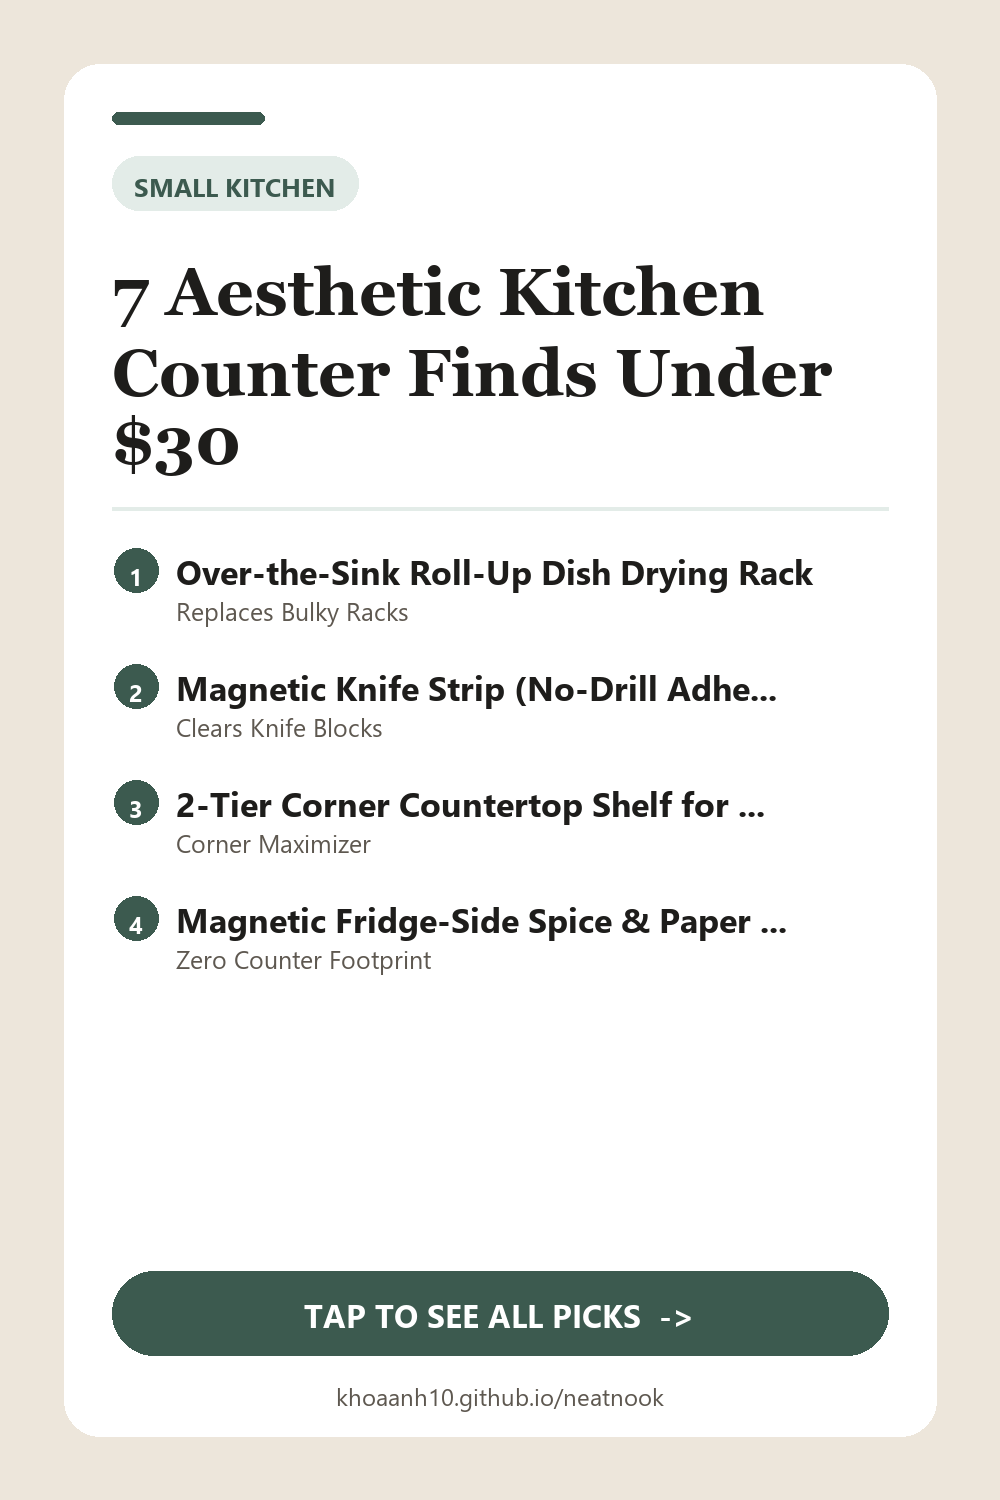 SMALL KITCHEN
7 Aesthetic Kitchen
Counter Finds Under
$30
1 Over-the-Sink Roll-Up Dish Drying Rack
Replaces Bulky Racks
2 Magnetic Knife Strip (No-Drill Adhe...
Clears Knife Blocks
3 2-Tier Corner Countertop Shelf for ...
Corner Maximizer
4 Magnetic Fridge-Side Spice & Paper ...
Zero Counter Footprint
TAP TO SEE ALL PICKS ->
khoaanh10.github.io/neatnook